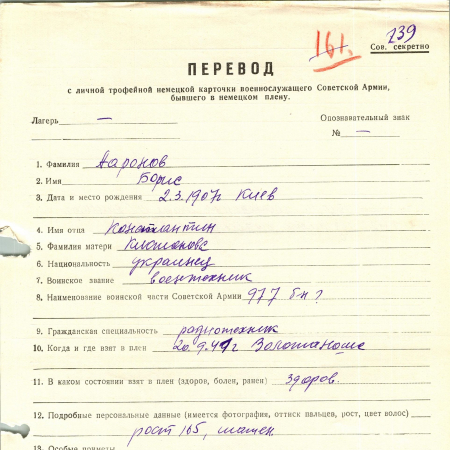 161. 239
Сов. секретно
ПЕРЕВОД
с личной трофейной немецкой карточки военнослужащего Советской Армии,
бывшего в немецком плену.
Лагерь —
Опознавательный знак
№ —
1. Фамилия Ааронов
2. Имя Борис
3. Дата и место рождения 2.3.1907г Киев
4. Имя отца Константин
5. Фамилия матери
6. Национальность украинец
7. Воинское звание воентехник
8. Наименование воинской части Советской Армии 977 бн?
9. Гражданская специальность радиотехник
10. Когда и где взят в плен 20.9.41г Золотаноше
11. В каком состоянии взят в плен (здоров, болен, ранен) здоров.
12. Подробные персональные данные (имеется фотография, оттиск пальцев, рост, цвет волос)
рост 165,
13. Особые приметы